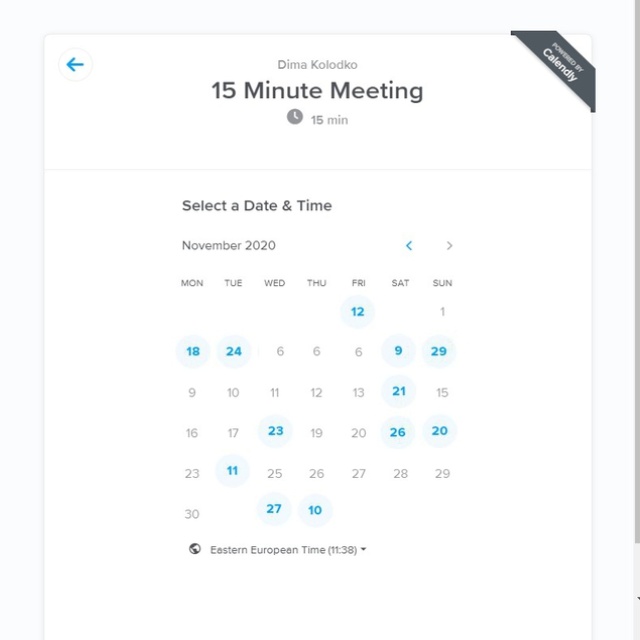 POWERED BY
Calendly
Dima Kolodko
15 Minute Meeting
15 min
Select a Date & Time
November 2020
MON TUE WED THU FRI SAT SUN
12 1
18 24 6 6 6 9 29
9 10 11 12 13 21 15
16 17 23 19 20 26 20
23 11 25 26 27 28 29
30 27 10
Eastern European Time (11:38)